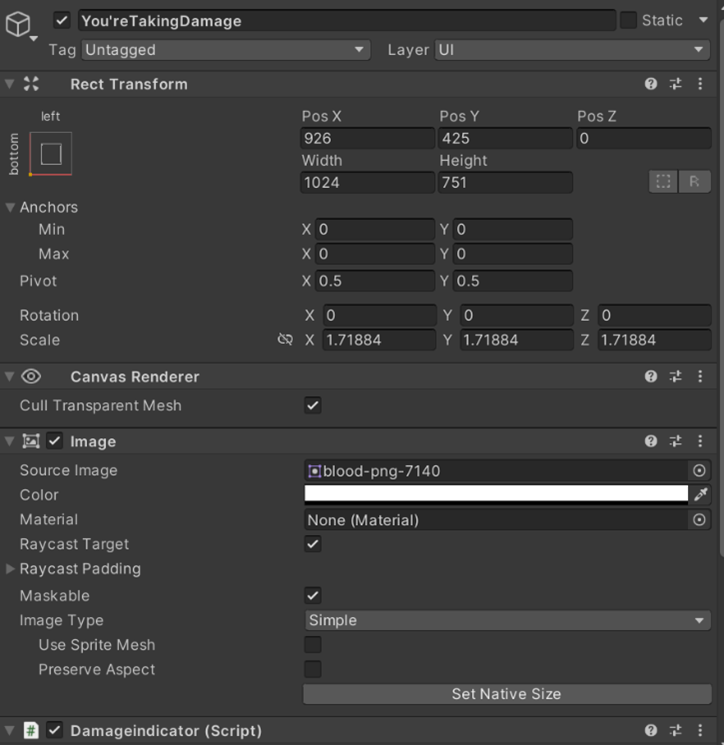 You'reTakingDamage Static
Tag Untagged Layer UI
Rect Transform
left
bottom
Pos X Pos Y Pos Z
926 425 0
Width Height
1024 751
R
Anchors
Min X 0 Y 0
Max X 0 Y 0
Pivot X 0.5 Y 0.5
Rotation X 0 Y 0 Z 0
Scale X 1.71884 Y 1.71884 Z 1.71884
Canvas Renderer
Cull Transparent Mesh
Image
Source Image blood-png-7140
Color
Material None (Material)
Raycast Target
Raycast Padding
Maskable
Image Type Simple
Use Sprite Mesh
Preserve Aspect
Set Native Size
# Damageindicator (Script)